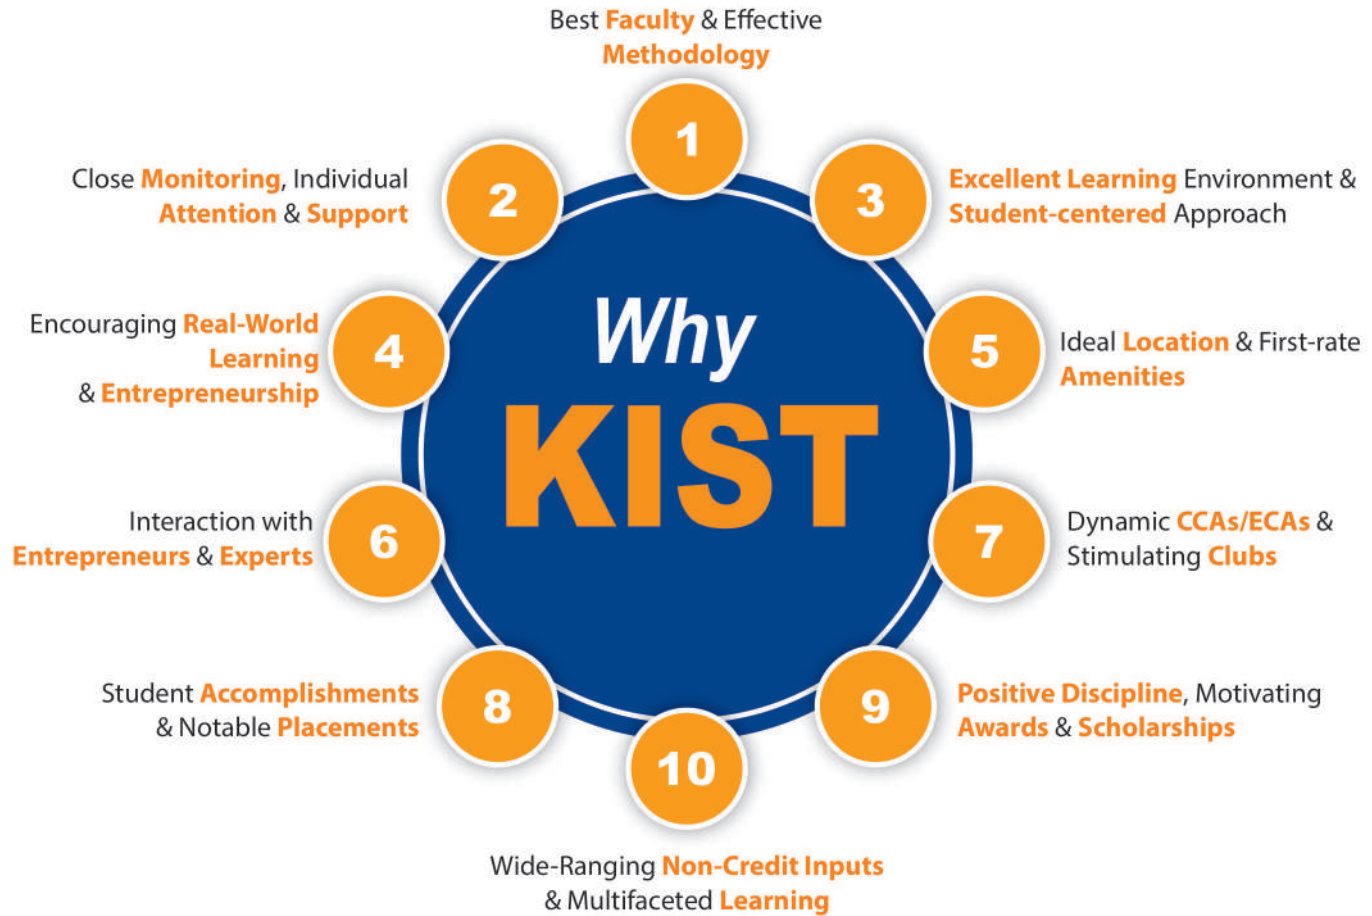 Best Faculty & Effective
Methodology
1
2
Close Monitoring, Individual
Attention & Support
3
Excellent Learning Environment &
Student-centered Approach
4
Encouraging Real-World
Learning
& Entrepreneurship
5
Ideal Location & First-rate
Amenities
Why
KIST
6
Interaction with
Entrepreneurs & Experts
7
Dynamic CCAs/ECAs &
Stimulating Clubs
8
Student Accomplishments
& Notable Placements
9
Positive Discipline, Motivating
Awards & Scholarships
10
Wide-Ranging Non-Credit Inputs
& Multifaceted Learning